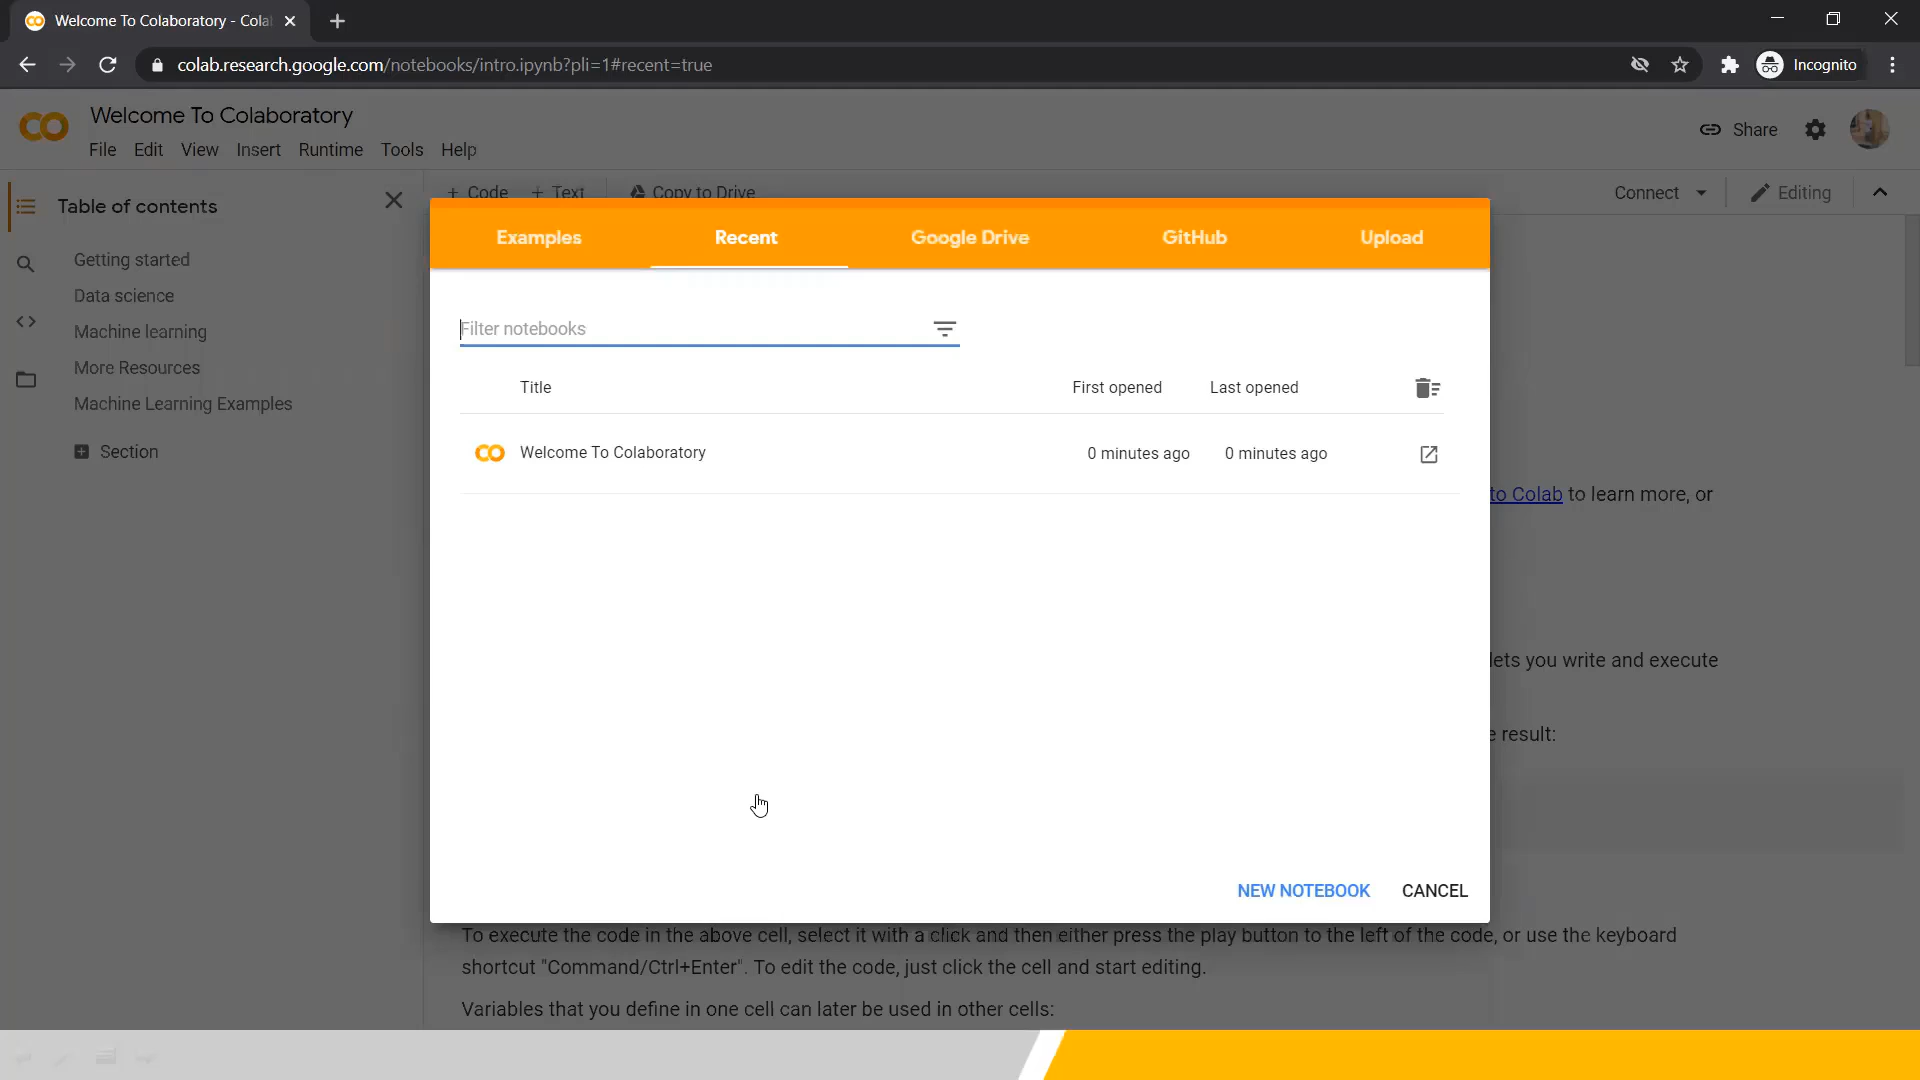 Welcome To Colaboratory - Cola
colab.research.google.com/notebooks/intro.ipynb?pli=1#recent=true
Incognito
Welcome To Colaboratory
File Edit View Insert Runtime Tools Help
Share
Table of contents
+ Code + Text
Copy to Drive
Connect
Editing
Getting started
Data science
Machine learning
More Resources
Machine Learning Examples
Section
Examples
Recent
Google Drive
GitHub
Upload
Filter notebooks
Title
First opened
Last opened
Welcome To Colaboratory
0 minutes ago
0 minutes ago
to Colab to learn more, or
lets you write and execute
e result:
NEW NOTEBOOK
CANCEL
To execute the code in the above cell, select it with a click and then either press the play button to the left of the code, or use the keyboard
shortcut "Command/Ctrl+Enter". To edit the code, just click the cell and start editing.
Variables that you define in one cell can later be used in other cells: